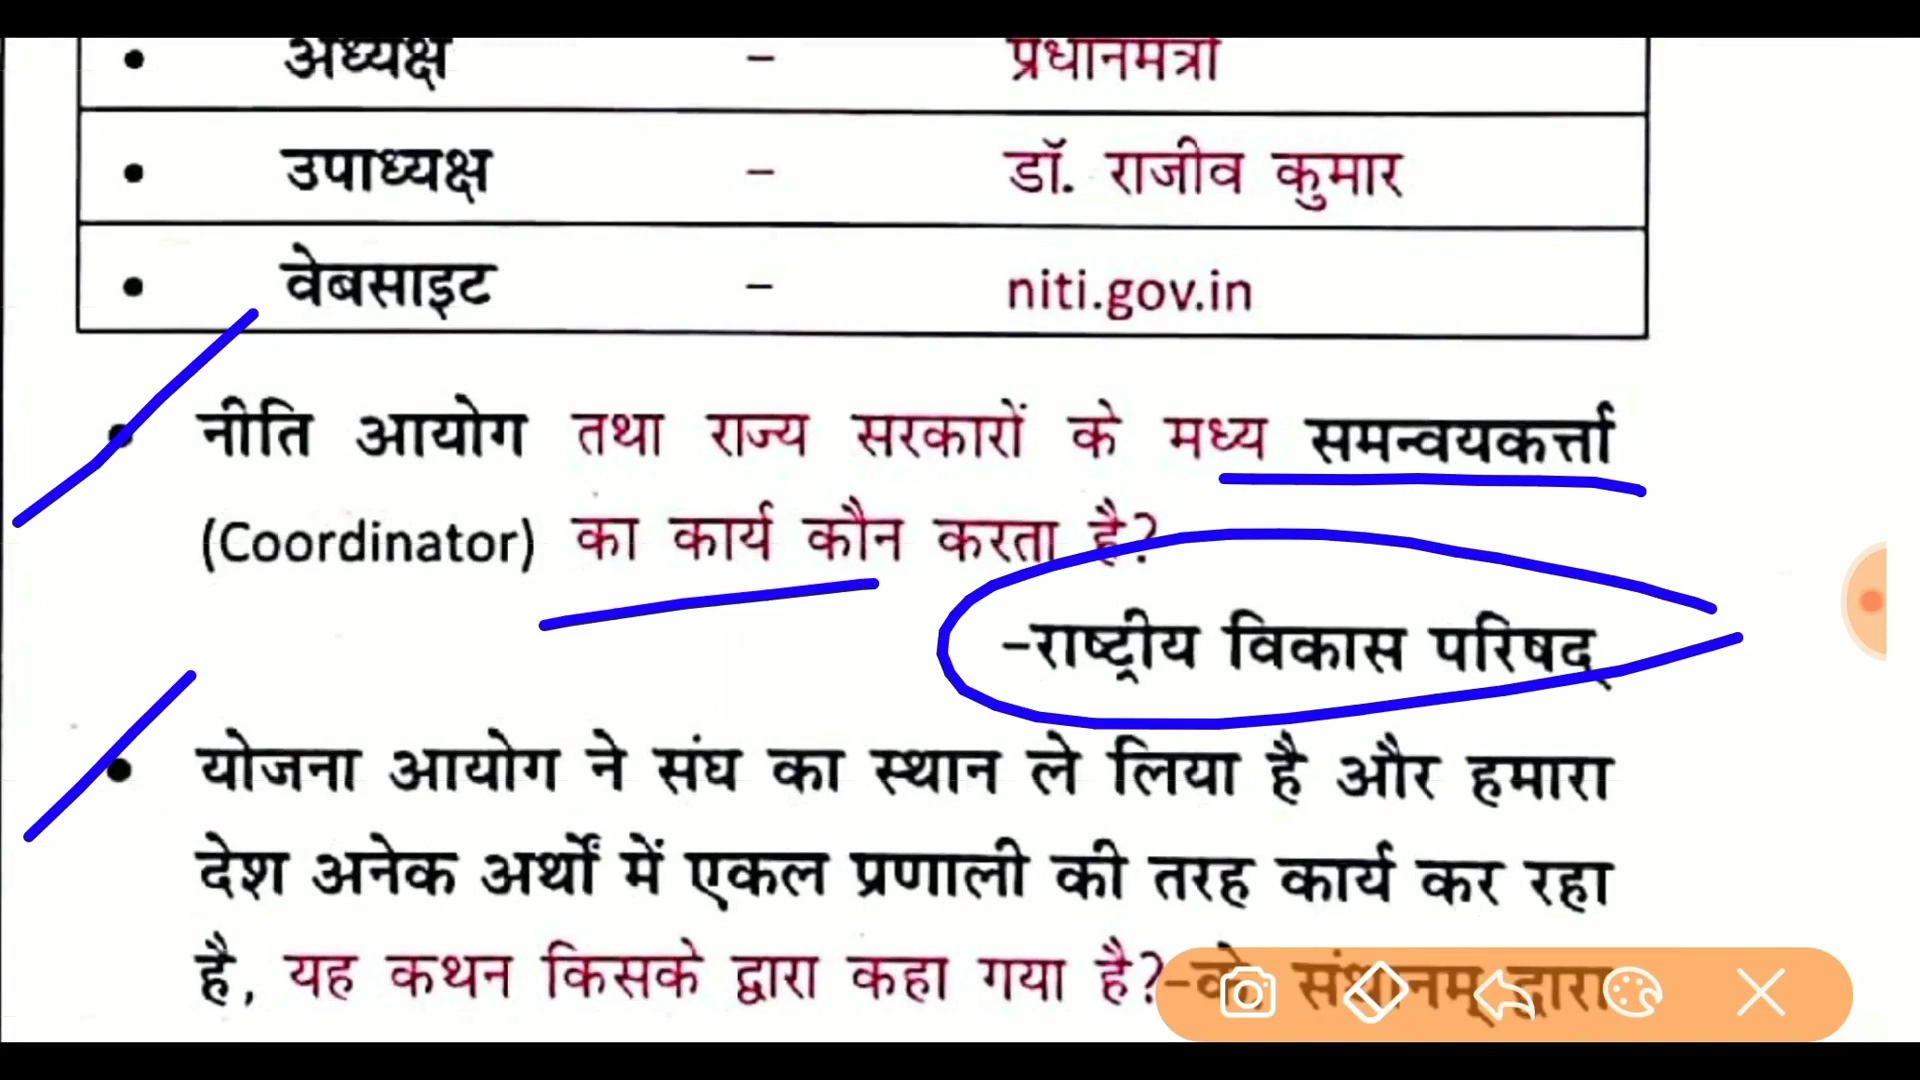 • अध्यक्ष – प्रधानमंत्री
• उपाध्यक्ष – डॉ. राजीव कुमार
• वेबसाइट – niti.gov.in
• नीति आयोग तथा राज्य सरकारों के मध्य समन्वयकर्त्ता
(Coordinator) का कार्य कौन करता है?
–राष्ट्रीय विकास परिषद्
• योजना आयोग ने संघ का स्थान ले लिया है और हमारा
देश अनेक अर्थों में एकल प्रणाली की तरह कार्य कर रहा
है, यह कथन किसके द्वारा कहा गया है?–के संथानम् द्वारा